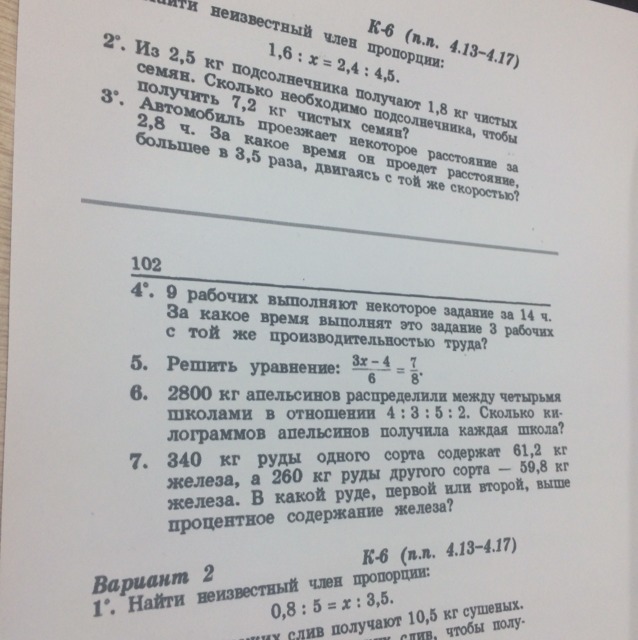 К-6 (п.п. 4.13–4.17)
неизвестный член пропорции:
1,6 : x = 2,4 : 4,5.
2°. Из 2,5 кг подсолнечника получают 1,8 кг чистых
семян. Сколько необходимо подсолнечника, чтобы
получить 7,2 кг чистых семян?
3°. Автомобиль проезжает некоторое расстояние за
2,8 ч. За какое время он проедет расстояние,
большее в 3,5 раза, двигаясь с той же скоростью?
102
4°. 9 рабочих выполняют некоторое задание за 14 ч.
За какое время выполнят это задание 3 рабочих
с той же производительностью труда?
5. Решить уравнение: (3x – 4)/6 = 7/8.
6. 2800 кг апельсинов распределили между четырьмя
школами в отношении 4 : 3 : 5 : 2. Сколько ки-
лограммов апельсинов получила каждая школа?
7. 340 кг руды одного сорта содержат 61,2 кг
железа, а 260 кг руды другого сорта — 59,8 кг
железа. В какой руде, первой или второй, выше
процентное содержание железа?
К-6 (п.п. 4.13–4.17)
Вариант 2
1°. Найти неизвестный член пропорции:
0,8 : 5 = x : 3,5.
слив получают 10,5 кг сушеных.
слив, чтобы полу-